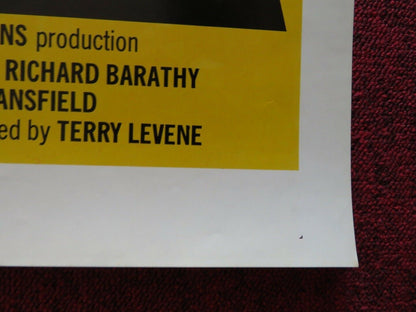 NS production
RICHARD BARATHY
ANSFIELD
ed by TERRY LEVENE